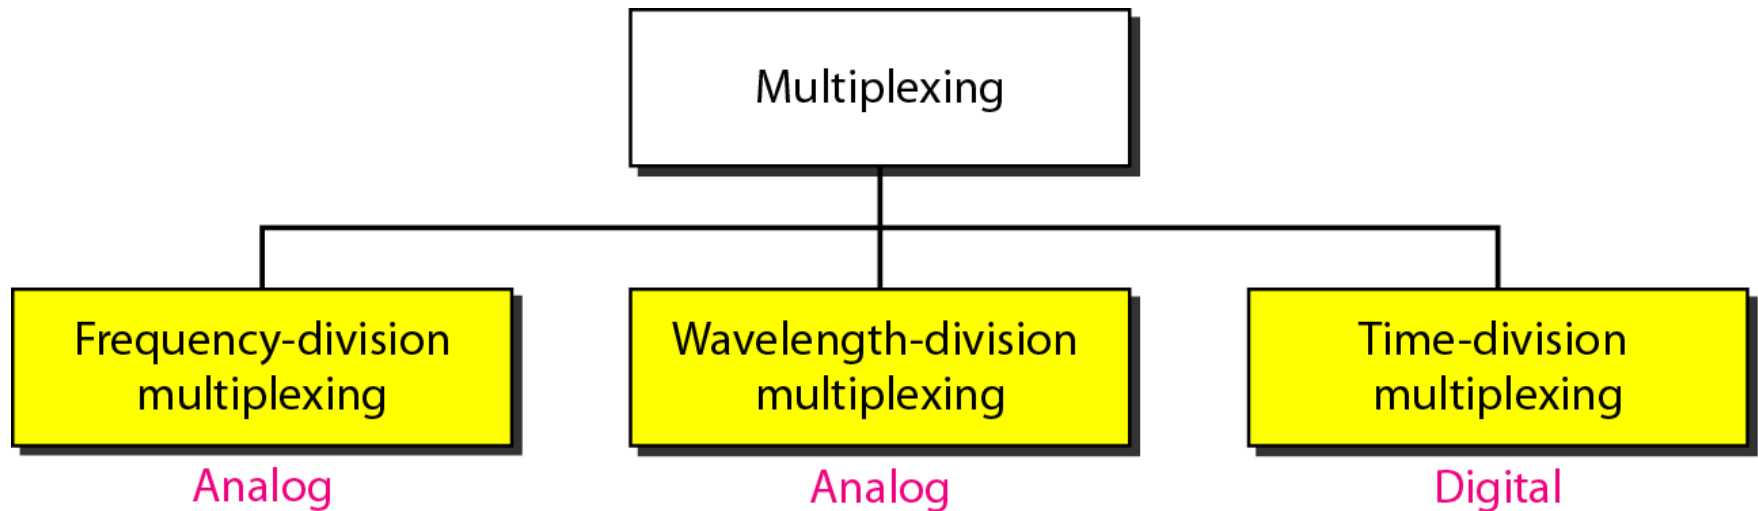 Multiplexing
Frequency-division
multiplexing
Wavelength-division
multiplexing
Time-division
multiplexing
Analog
Analog
Digital